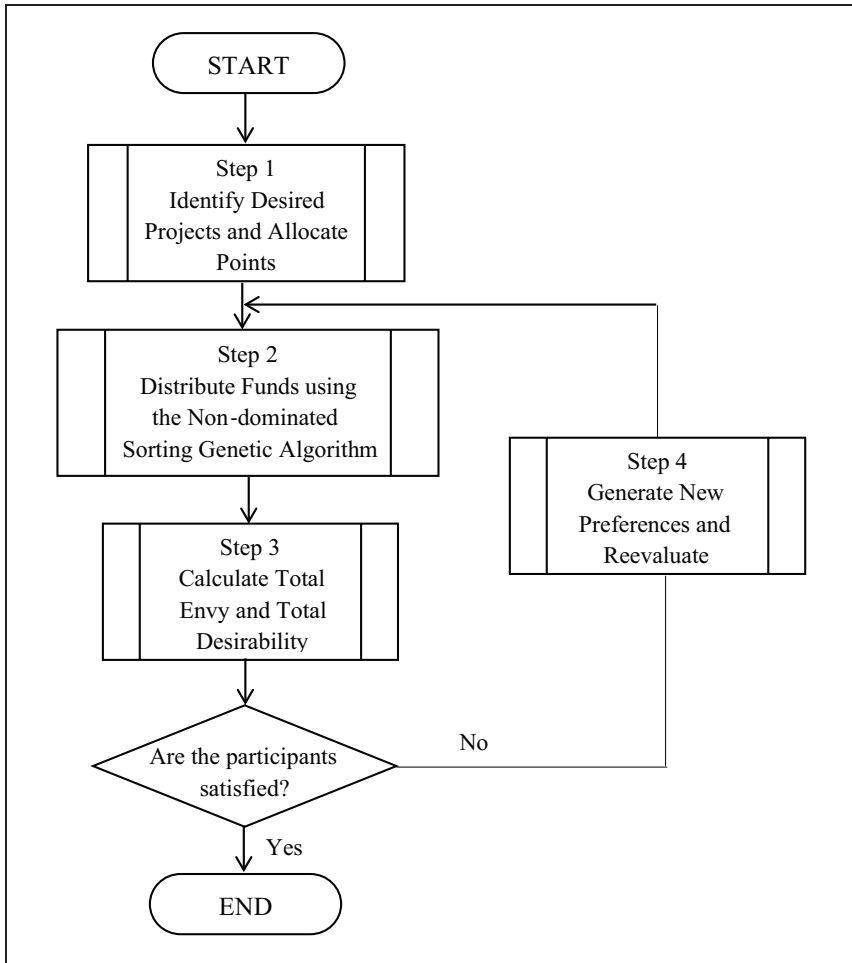 START
Step 1
Identify Desired
Projects and Allocate
Points
Step 2
Distribute Funds using
the Non-dominated
Sorting Genetic Algorithm
Step 4
Generate New
Preferences and
Reevaluate
Step 3
Calculate Total
Envy and Total
Desirability
No
Are the participants
satisfied?
Yes
END